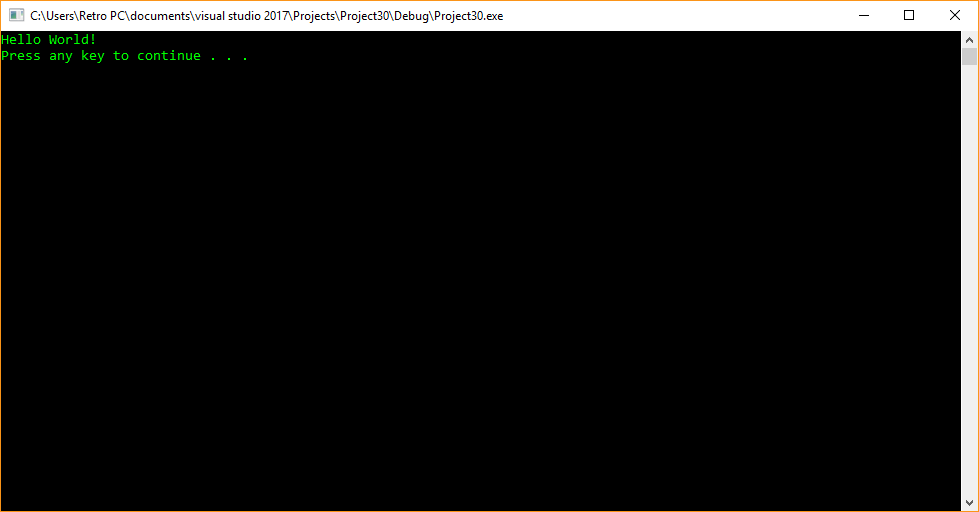 C:\Users\Retro PC\documents\visual studio 2017\Projects\Project30\Debug\Project30.exe
Hello World!
Press any key to continue . . .